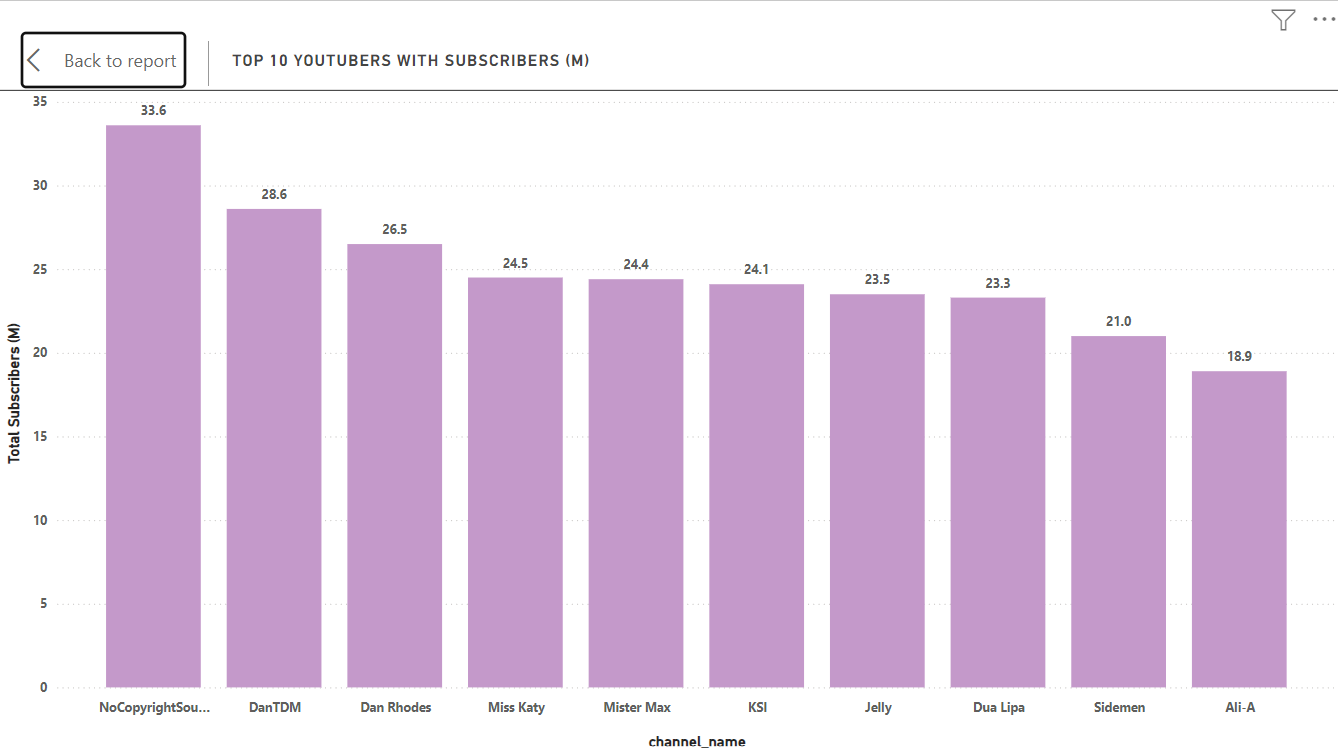 Back to report
TOP 10 YOUTUBERS WITH SUBSCRIBERS (M)
35
30
25
20
15
10
5
0
Total Subscribers (M)
33.6
28.6
26.5
24.5
24.4
24.1
23.5
23.3
21.0
18.9
NoCopyrightSou...
DanTDM
Dan Rhodes
Miss Katy
Mister Max
KSI
Jelly
Dua Lipa
Sidemen
Ali-A
channel_name